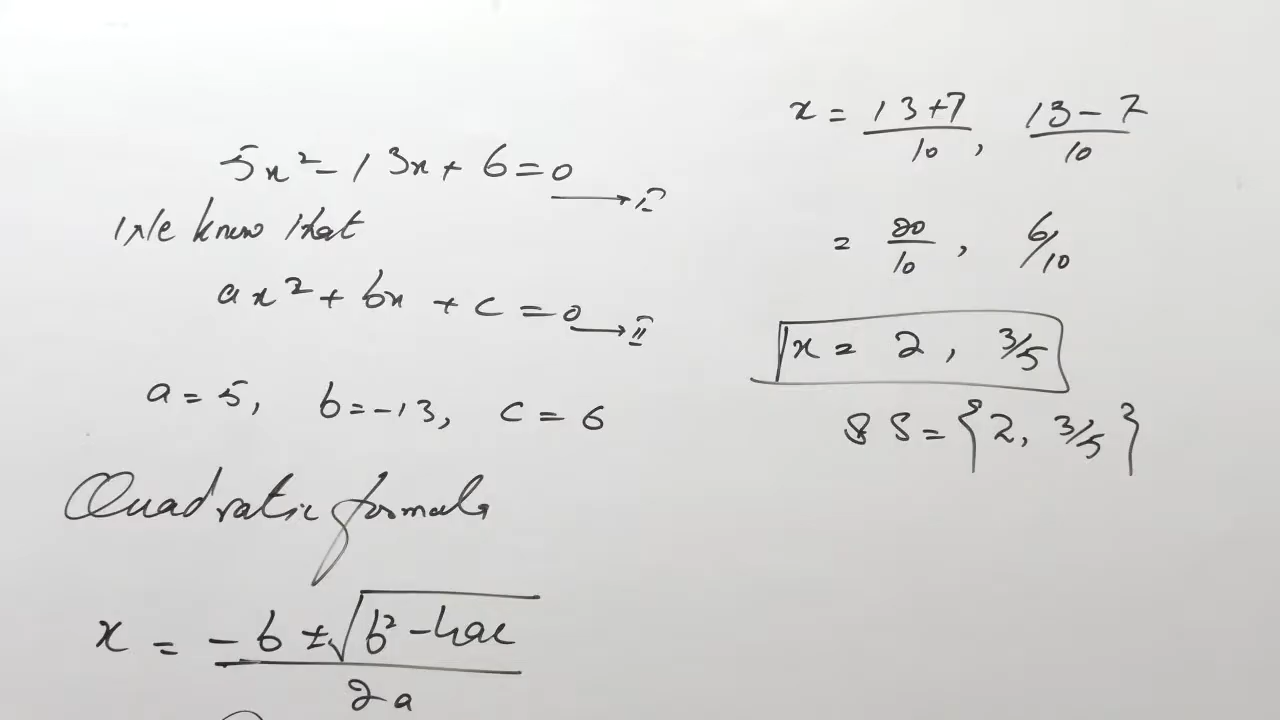 5x² - 13x + 6 = 0 → I
We know that
ax² + bx + c = 0 → II
a = 5, b = -13, c = 6
Quadratic formula
x = (-b ± √(b² - 4ac)) / 2a
x = (13+7)/10, (13-7)/10
= 20/10, 6/10
x = 2, 3/5
SS = {2, 3/5}